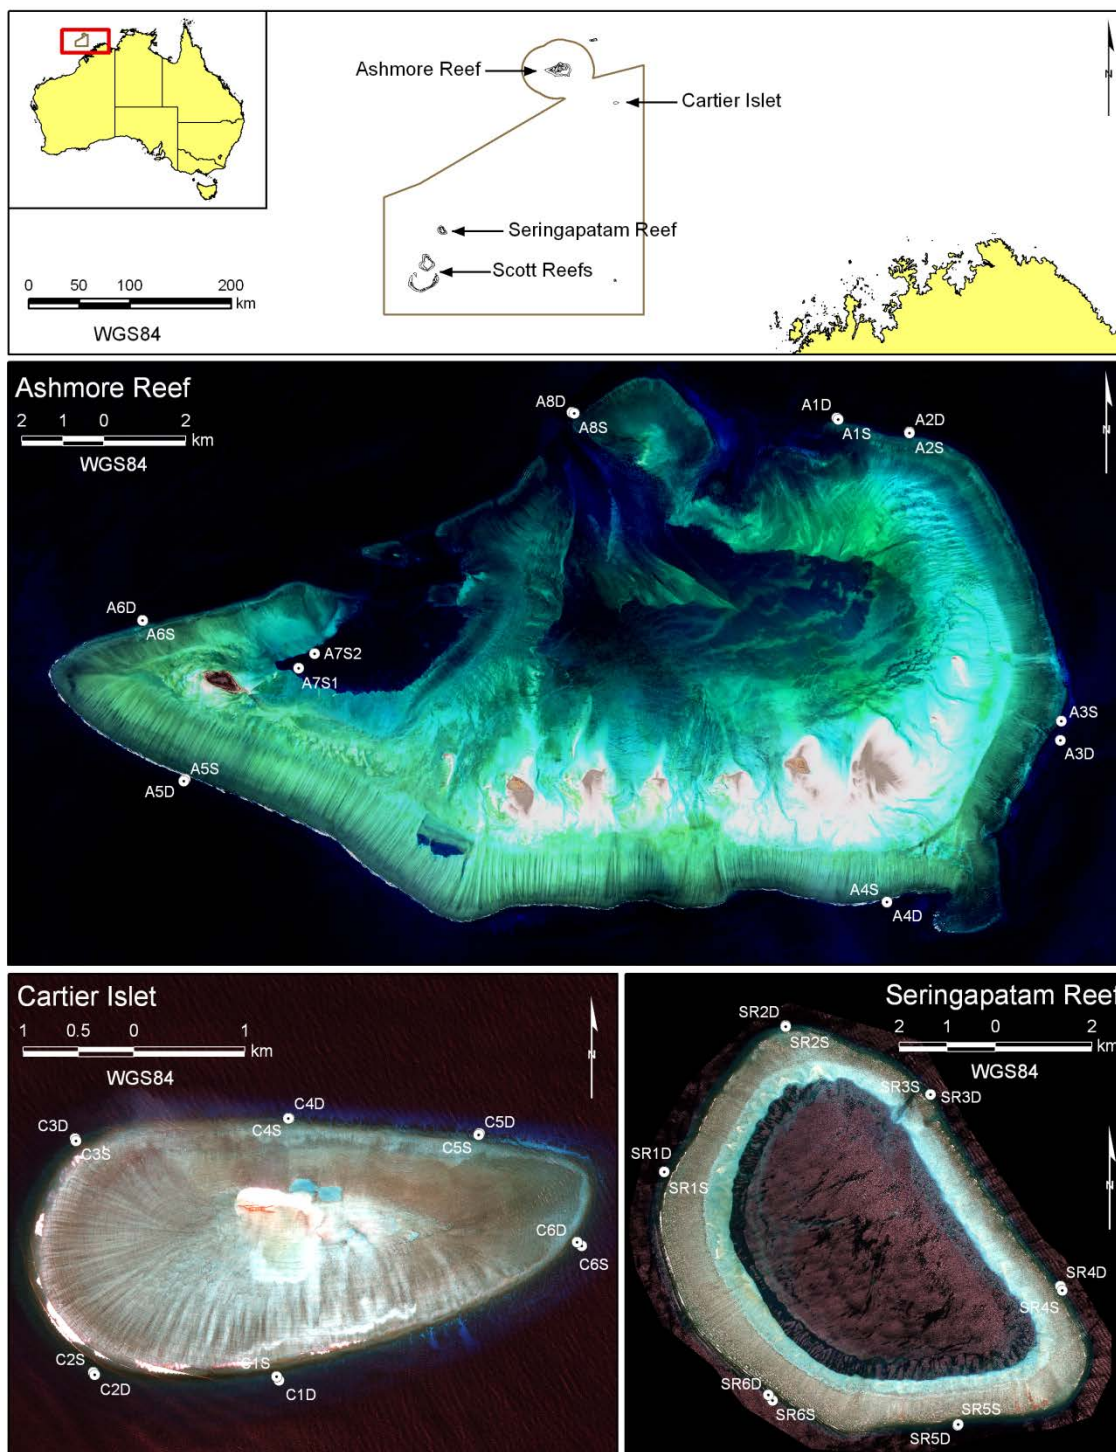 Ashmore Reef
Cartier Islet
N
Seringapatam Reef
Scott Reefs
0 50 100 200
km
WGS84
Ashmore Reef
2 1 0 2
km
WGS84
N
A8D
A8S
A1D
A1S
A2D
A2S
A6D
A6S
A7S2
A7S1
A3S
A3D
A5S
A5D
A4S
A4D
Cartier Islet
1 0.5 0 1
km
WGS84
N
C4D
C4S
C5D
C5S
C3D
C3S
C6D
C6S
C2S
C2D
C1S
C1D
Seringapatam Reef
2 1 0 2
km
WGS84
N
SR2D
SR2S
SR3S
SR3D
SR1D
SR1S
SR4D
SR4S
SR6D
SR6S
SR5S
SR5D